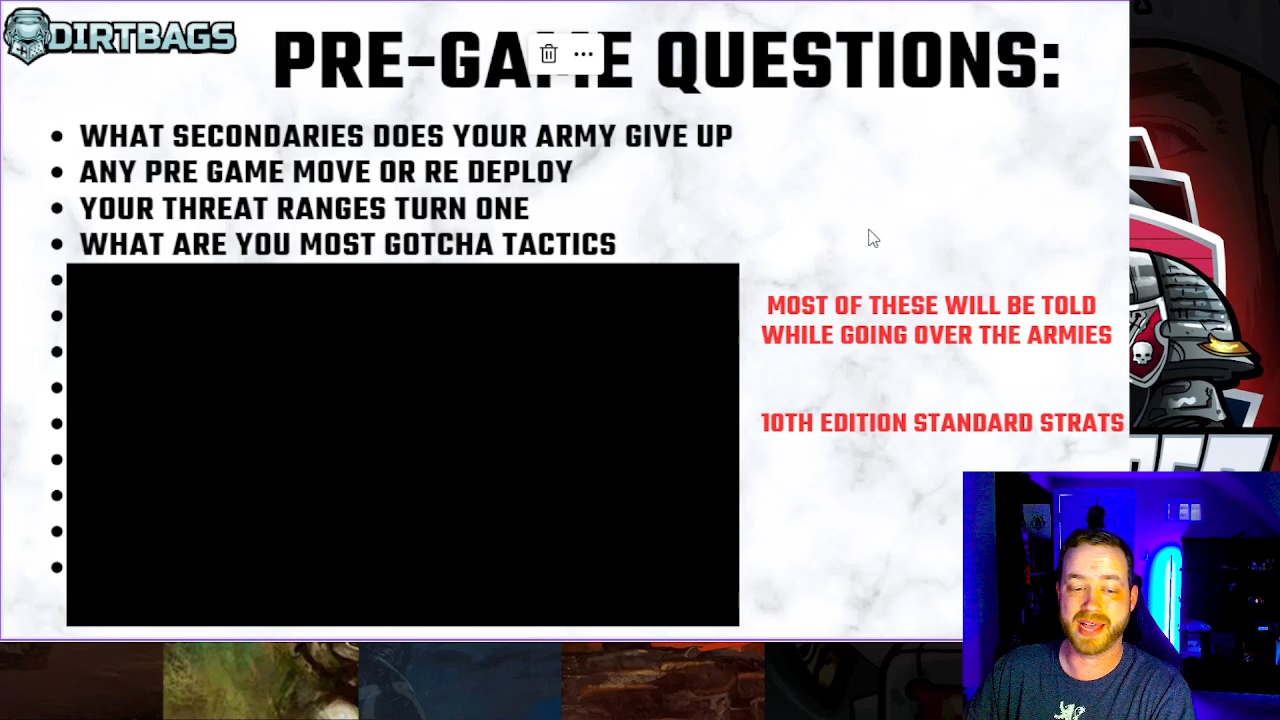 DIRTBAGS
PRE-GAME QUESTIONS:
WHAT SECONDARIES DOES YOUR ARMY GIVE UP
ANY PRE GAME MOVE OR RE DEPLOY
YOUR THREAT RANGES TURN ONE
WHAT ARE YOU MOST GOTCHA TACTICS
MOST OF THESE WILL BE TOLD
WHILE GOING OVER THE ARMIES
10TH EDITION STANDARD STRATS